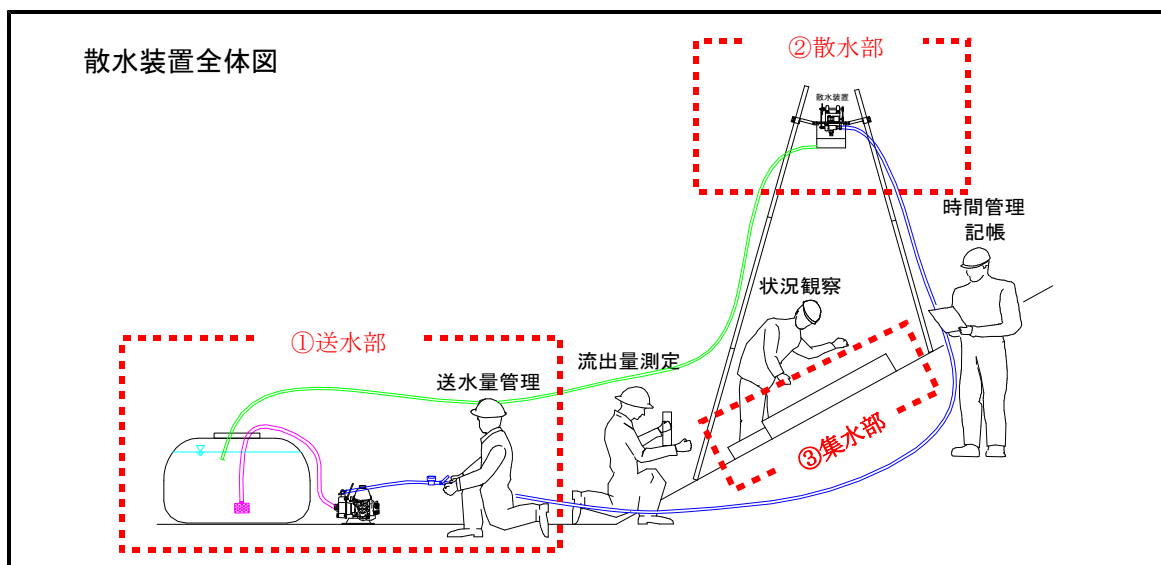 散水装置全体図
②散水部
散水装置
時間管理
記帳
状況観察
①送水部
流出量測定
送水量管理
③集水部